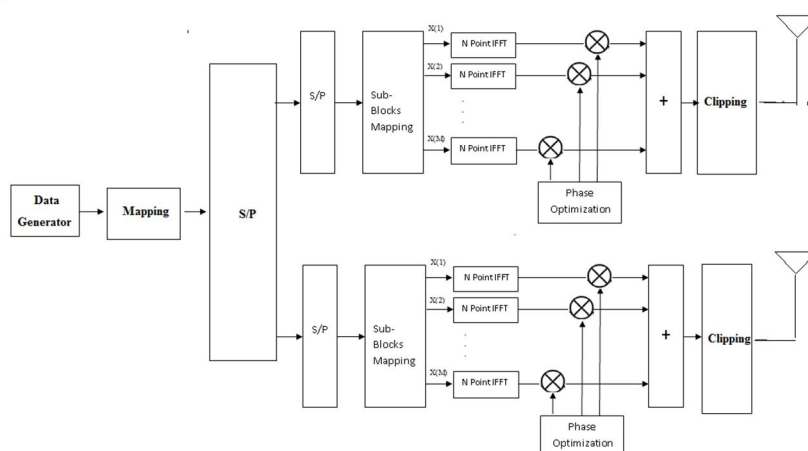 Data
Generator
Mapping
S/P
S/P
Sub-
Blocks
Mapping
X(1)
N Point IFFT
X(2)
N Point IFFT
X(M)
N Point IFFT
Phase
Optimization
+
Clipping
S/P
Sub-
Blocks
Mapping
X(1)
N Point IFFT
X(2)
N Point IFFT
X(M)
N Point IFFT
Phase
Optimization
+
Clipping